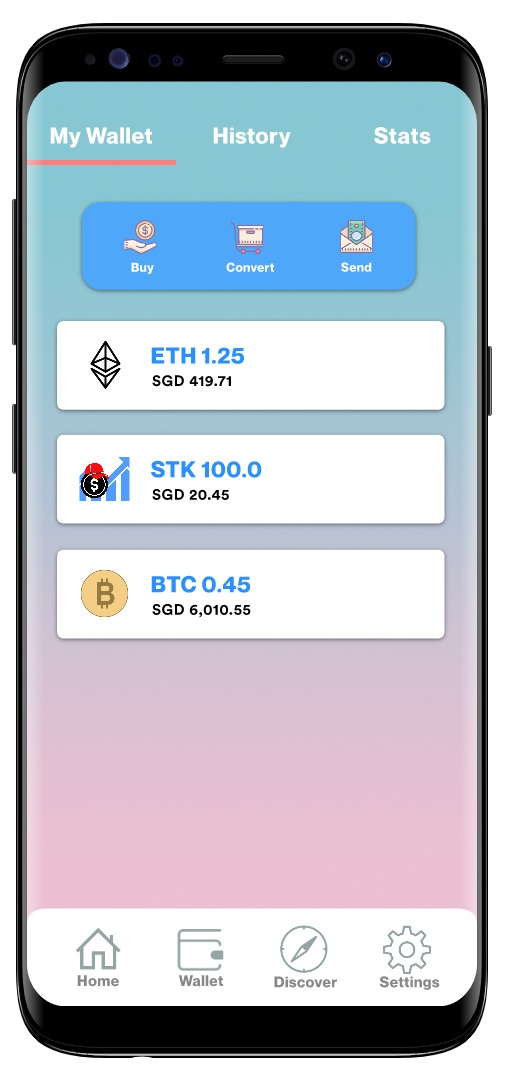 My Wallet History Stats
Buy Convert Send
ETH 1.25
SGD 419.71
STK 100.0
SGD 20.45
BTC 0.45
SGD 6,010.55
Home Wallet Discover Settings